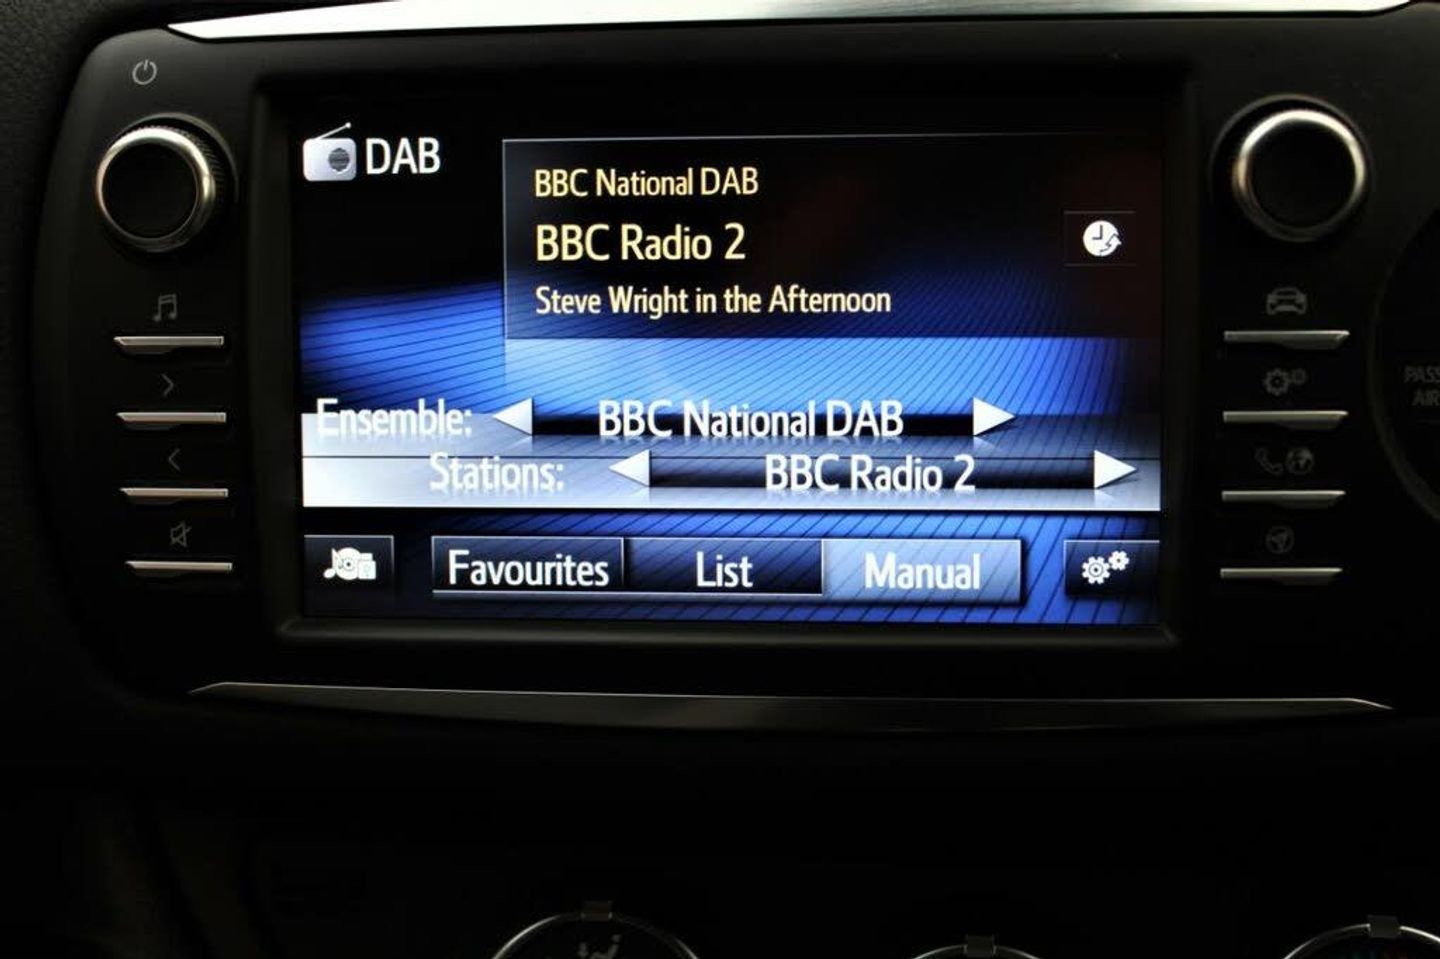 DAB
BBC National DAB
BBC Radio 2
Steve Wright in the Afternoon
Ensemble: BBC National DAB
Stations: BBC Radio 2
Favourites List Manual